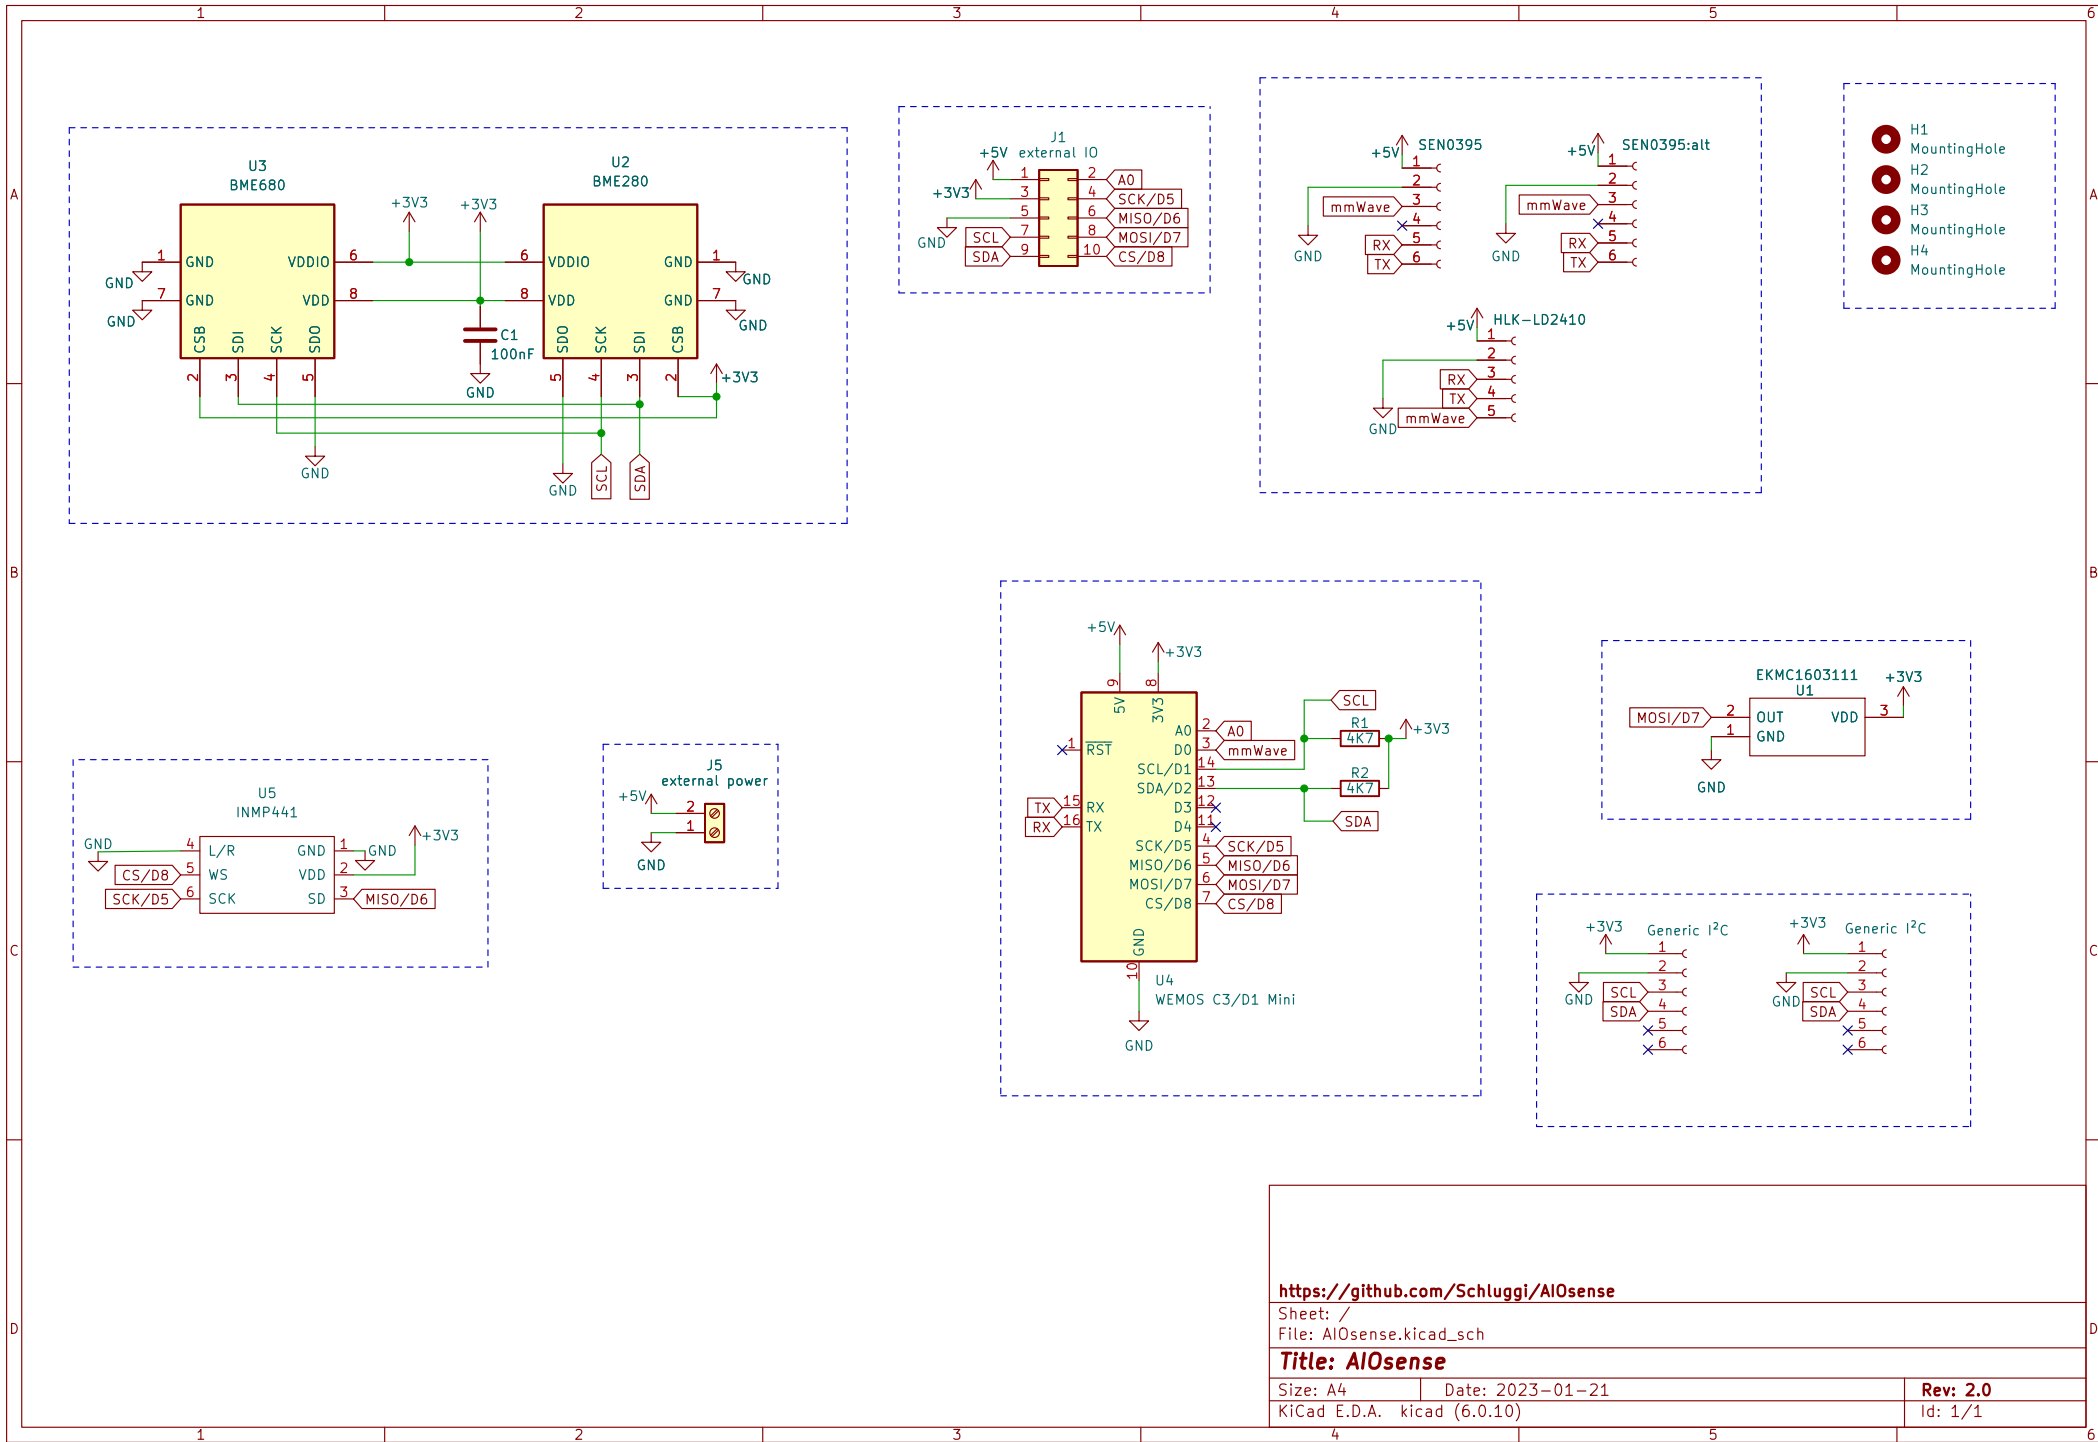 1 2 3 4 5 6
A
B
C
D
U3
BME680
GND
GND
1
7
GND
GND
VDDIO
VDD
6
8
CSB
SDI
SCK
SDO
2
3
4
5
GND
+3V3
+3V3
C1
100nF
GND
U2
BME280
6
8
VDDIO
VDD
GND
GND
1
7
GND
GND
SDO
SCK
SDI
CSB
5
4
3
2
+3V3
GND
SCL
SDA
J1
+5V external IO
+3V3
GND
1 2 A0
3 4 SCK/D5
5 6 MISO/D6
SCL 7 8 MOSI/D7
SDA 9 10 CS/D8
SEN0395
+5V
1
2
mmWave 3
4
RX 5
TX 6
GND
SEN0395:alt
+5V
1
2
mmWave 3
4
RX 5
TX 6
GND
HLK-LD2410
+5V
1
2
RX 3
TX 4
mmWave 5
GND
H1
MountingHole
H2
MountingHole
H3
MountingHole
H4
MountingHole
U5
INMP441
GND
4 L/R
CS/D8 5 WS
SCK/D5 6 SCK
GND 1 GND
VDD 2
SD 3 MISO/D6
+3V3
J5
external power
+5V
2
1
GND
+5V
+3V3
9
8
5V
3V3
1 RST
TX 15 RX
RX 16 TX
A0 2 A0
D0 3 mmWave
SCL/D1 14
SDA/D2 13
D3 12
D4 11
SCK/D5 4 SCK/D5
MISO/D6 5 MISO/D6
MOSI/D7 6 MOSI/D7
CS/D8 7 CS/D8
GND
10
U4
WEMOS C3/D1 Mini
GND
SCL
R1
4K7
+3V3
R2
4K7
SDA
EKMC1603111
U1
+3V3
MOSI/D7 2 OUT VDD 3
1 GND
GND
+3V3
Generic I²C
1
2
SCL 3
SDA 4
5
6
GND
+3V3
Generic I²C
1
2
SCL 3
SDA 4
5
6
GND
https://github.com/Schluggi/AIOsense
Sheet: /
File: AIOsense.kicad_sch
Title: AIOsense
Size: A4 Date: 2023-01-21 Rev: 2.0
KiCad E.D.A. kicad (6.0.10) Id: 1/1
A
B
C
D
1 2 3 4 5 6